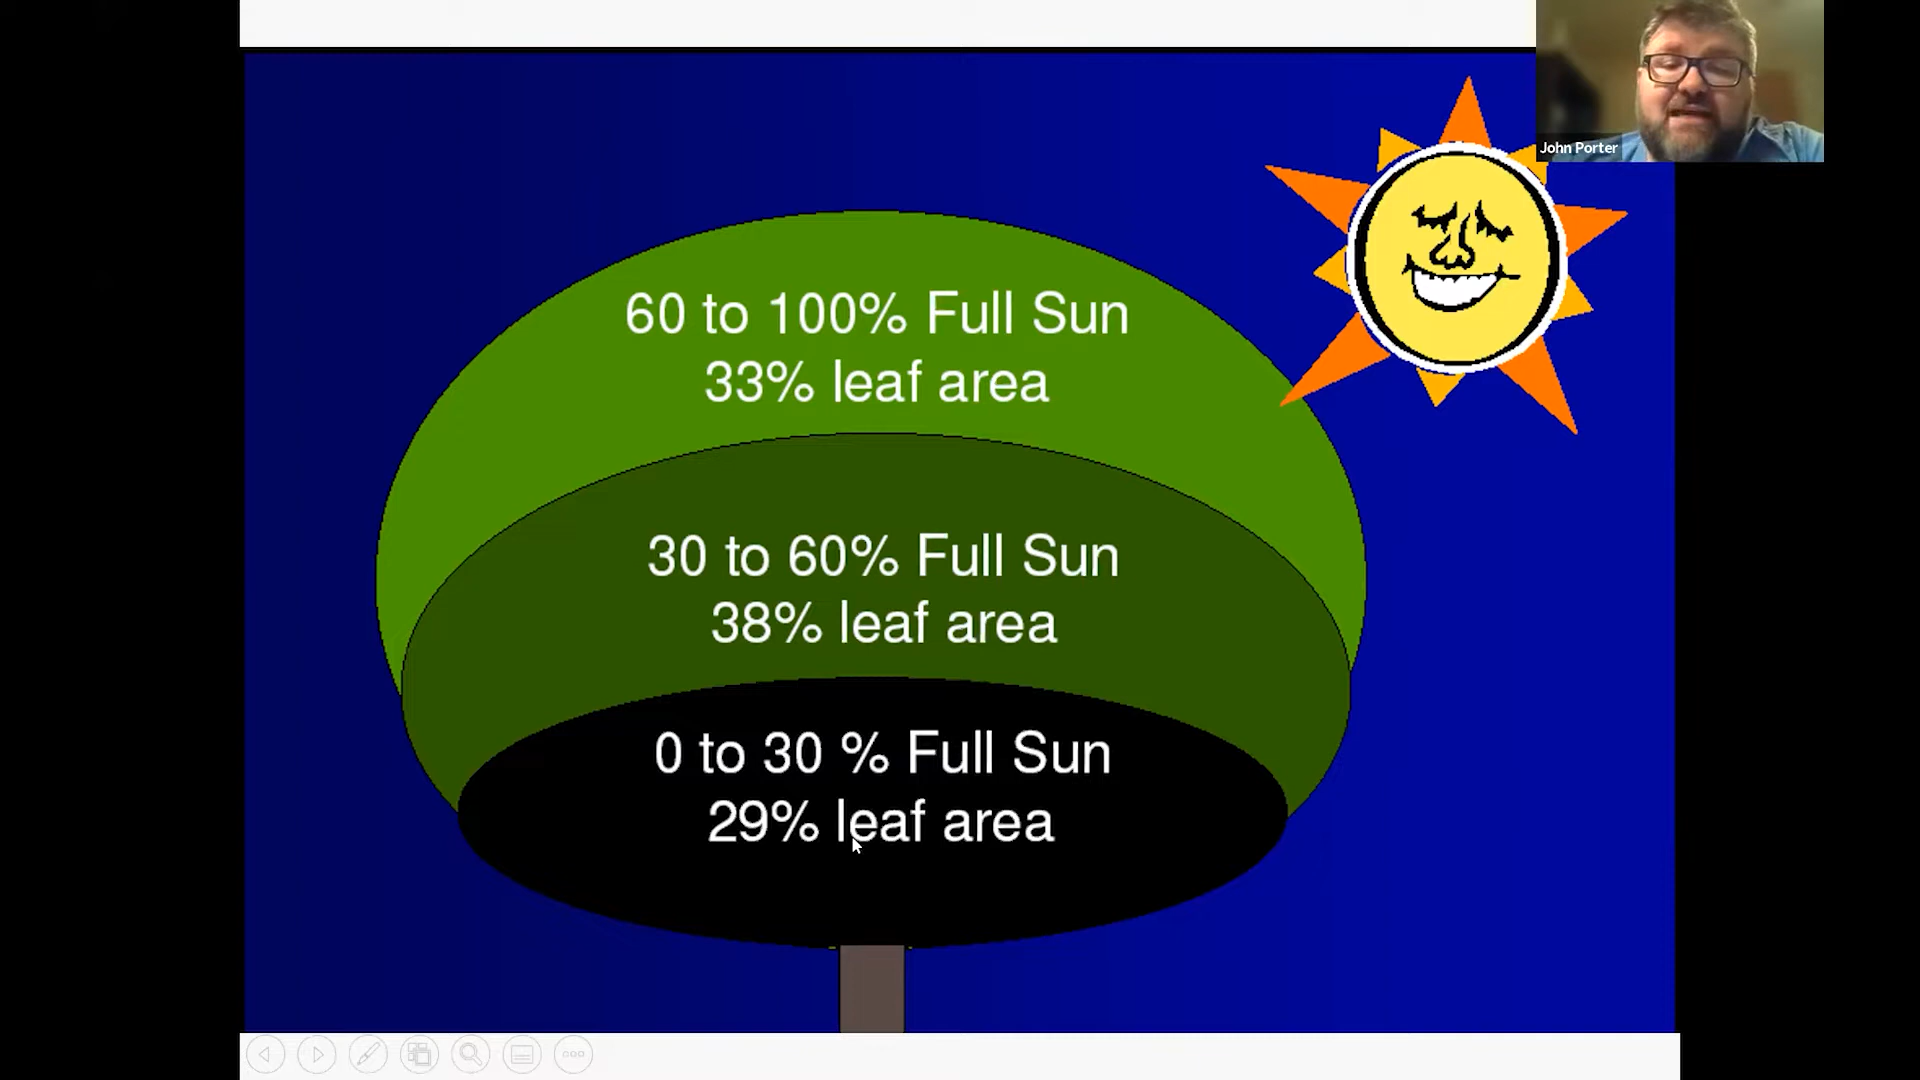 John Porter
60 to 100% Full Sun
33% leaf area
30 to 60% Full Sun
38% leaf area
0 to 30 % Full Sun
29% leaf area